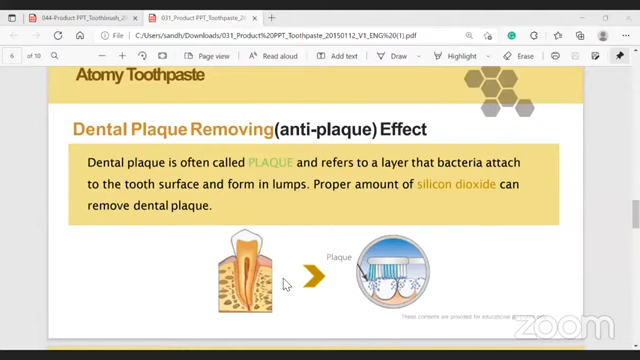 044-Product PPT_Toothbrush_20
031_Product PPT_Toothpaste_20
File
C:/Users/sandh/Downloads/031_Product%20PPT_Toothpaste_20150112_V1_ENG%20(1).pdf
6 of 10
Page view
Read aloud
Add text
Draw
Highlight
Erase
Atomy Toothpaste
Dental Plaque Removing(anti-plaque) Effect
Dental plaque is often called PLAQUE and refers to a layer that bacteria attach
to the tooth surface and form in lumps. Proper amount of silicon dioxide can
remove dental plaque.
Plaque
These contents are provided for educational purposes only
zoom